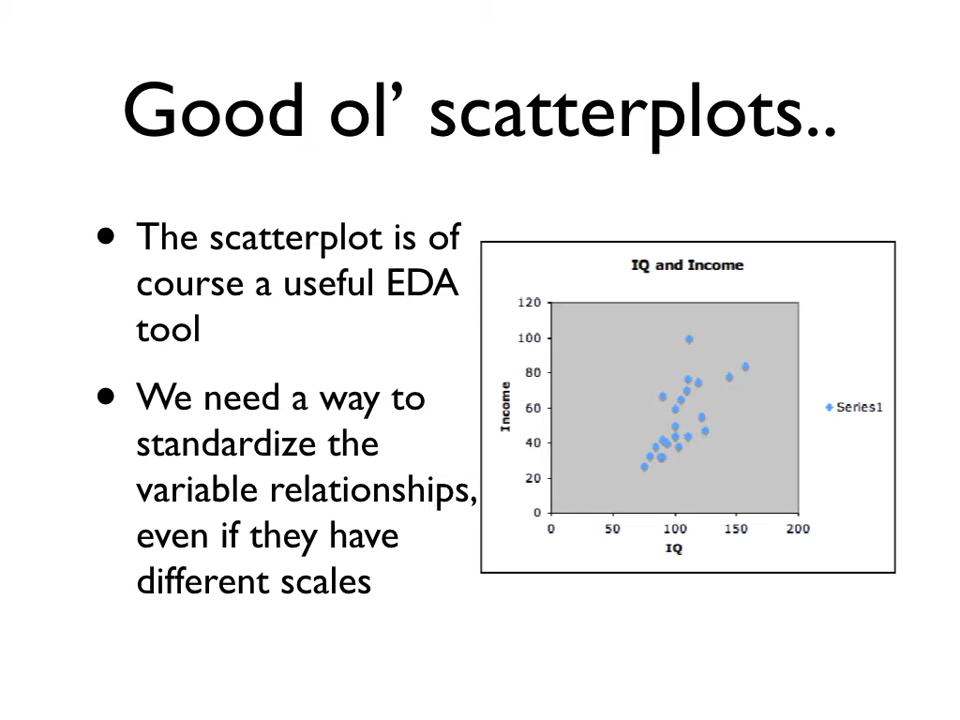 Good ol’ scatterplots..
• The scatterplot is of
course a useful EDA
tool
• We need a way to
standardize the
variable relationships,
even if they have
different scales
IQ and Income
120
100
80
60
40
20
0
Income
0 50 100 150 200
IQ
Series1